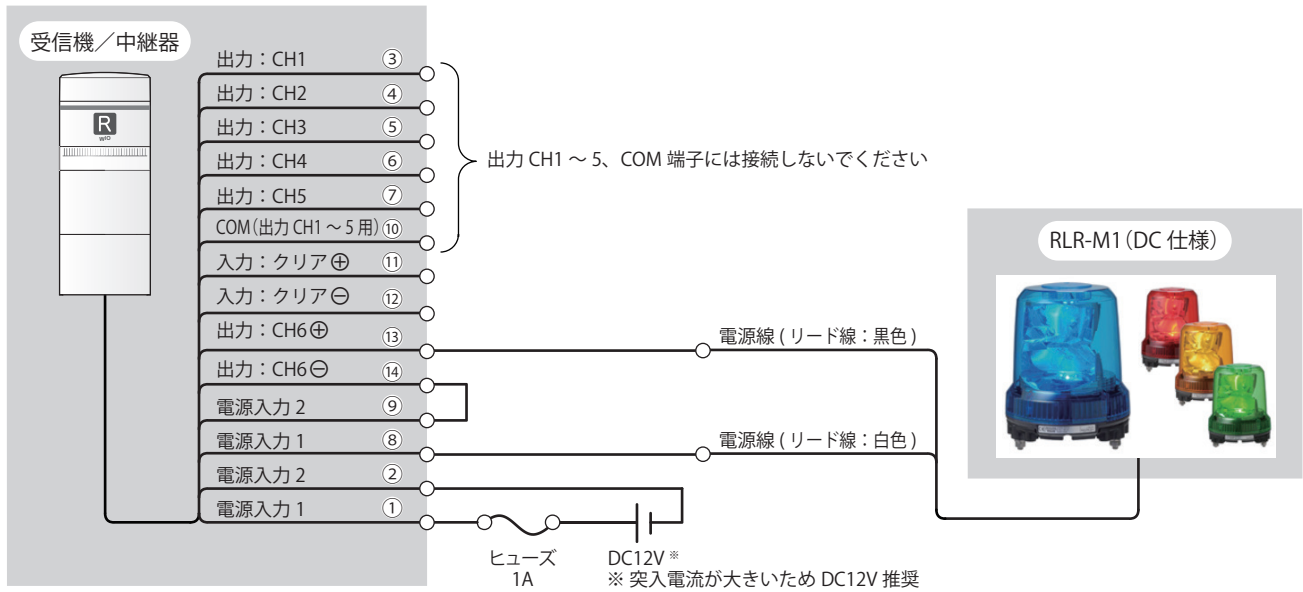 受信機／中継器
R
WIO
出力：CH1 ③
出力：CH2 ④
出力：CH3 ⑤
出力：CH4 ⑥
出力：CH5 ⑦
COM（出力 CH1 ～ 5 用）⑩
入力：クリア⊕ ⑪
入力：クリア⊖ ⑫
出力：CH6⊕ ⑬
出力：CH6⊖ ⑭
電源入力 2 ⑨
電源入力 1 ⑧
電源入力 2 ②
電源入力 1 ①
出力 CH1 ～ 5、COM 端子には接続しないでください
電源線 ( リード線：黒色 )
電源線 ( リード線：白色 )
ヒューズ
1A
DC12V ※
※ 突入電流が大きいため DC12V 推奨
RLR-M1（DC 仕様）